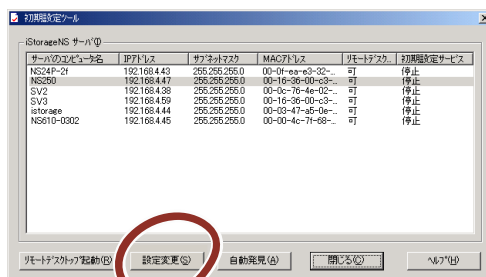 初期設定ツール
iStorageNS サーバ(I)
サーバのコンピュータ名 IPアドレス サブネットマスク MACアドレス リモートデスク... 初期設定サービス
NS24P-2f 192.168.4.43 255.255.255.0 00-0f-ea-e3-32-... 可 停止
NS250 192.168.4.47 255.255.255.0 00-16-36-00-c3-... 可 停止
SV2 192.168.4.38 255.255.255.0 00-0c-76-4e-02-... 可 停止
SV3 192.168.4.59 255.255.255.0 00-16-36-00-c3-... 可 停止
istorage 192.168.4.44 255.255.255.0 00-03-47-a5-0e-... 可 停止
NS610-0302 192.168.4.45 255.255.255.0 00-00-4c-7f-68-... 可 停止
リモートデスクトップ起動(R) 設定変更(S) 自動発見(A) 閉じる(C) ヘルプ(H)